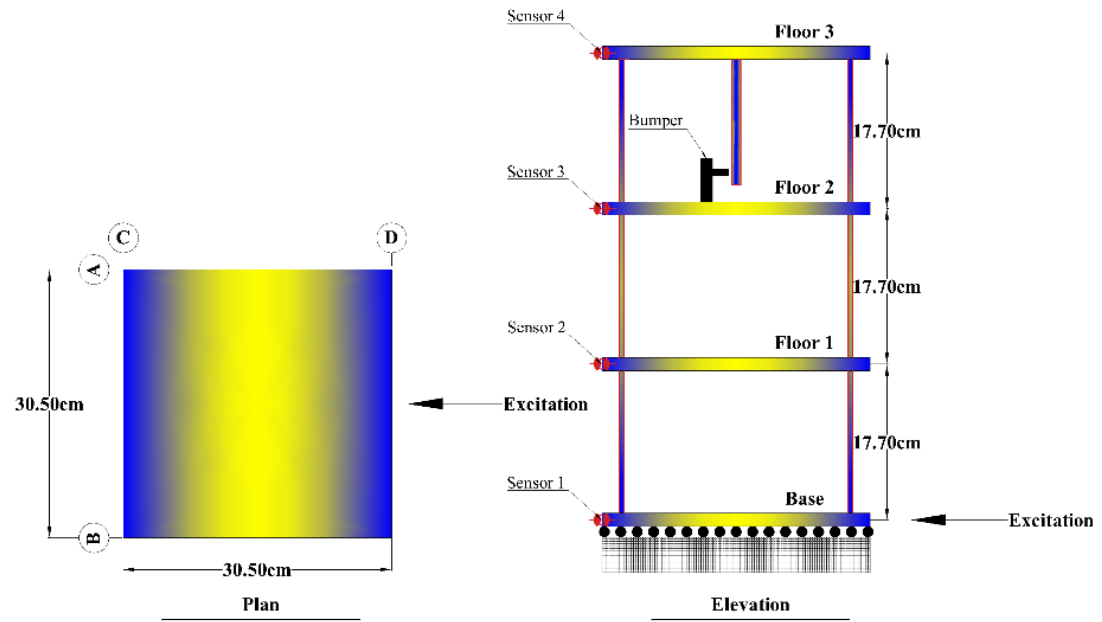 C
D
A
B
30.50cm
30.50cm
Excitation
Plan
Sensor 4
Floor 3
Bumper
17.70cm
Sensor 3
Floor 2
17.70cm
Sensor 2
Floor 1
17.70cm
Sensor 1
Base
Excitation
Elevation